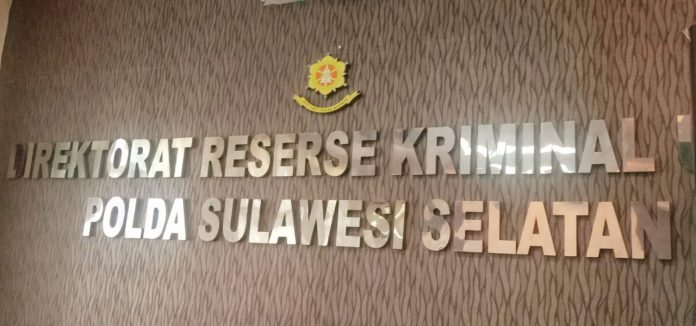 DIREKTORAT RESERSE KRIMINAL
POLDA SULAWESI SELATAN